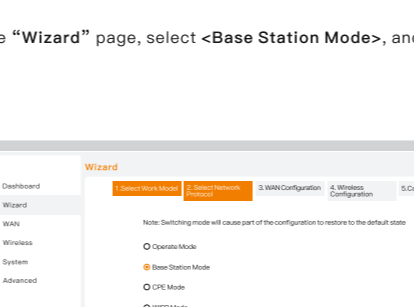 e “Wizard” page, select <Base Station Mode>, and
Wizard
Dashboard
Wizard
WAN
Wireless
System
Advanced
1.Select Work Model
2. Select Network Protocol
3. WAN Configuration
4. Wireless Configuration
5.Co
Note: Switching mode will cause part of the configuration to restore to the default state
Operate Mode
Base Station Mode
CPE Mode